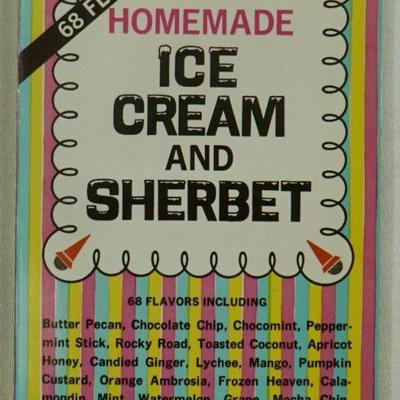 68 FL
HOMEMADE
ICE
CREAM
AND
SHERBET
68 FLAVORS INCLUDING
Butter Pecan, Chocolate Chip, Chocomint, Pepper-
mint Stick, Rocky Road, Toasted Coconut, Apricot
Honey, Candied Ginger, Lychee, Mango, Pumpkin
Custard, Orange Ambrosia, Frozen Heaven, Cala-
mondin, Mint, Watermelon, Grape, Mocha Chip,